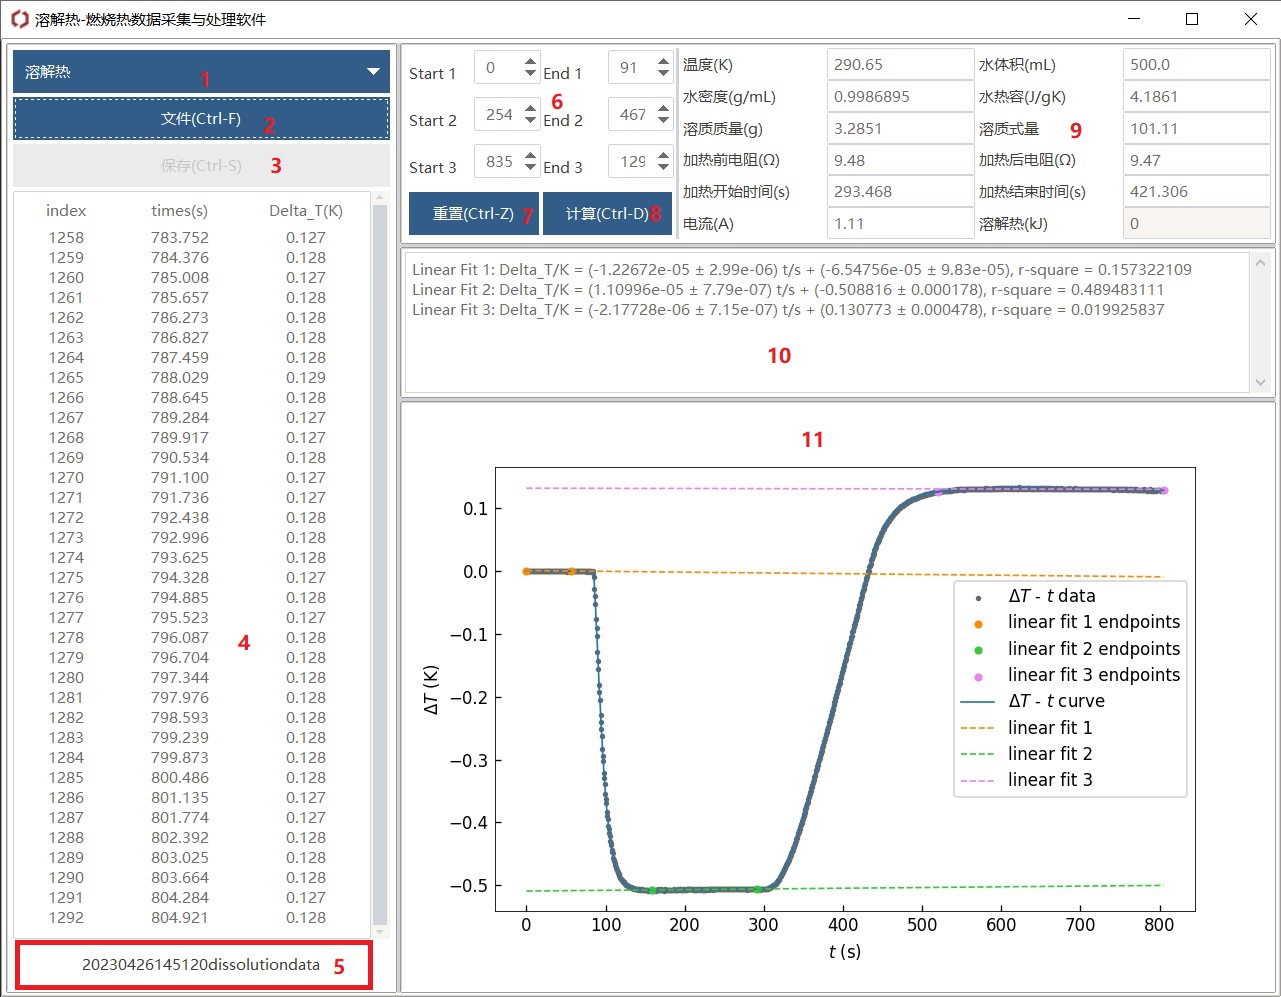 溶解热-燃烧热数据采集与处理软件
溶解热
1
文件(Ctrl-F)
2
保存(Ctrl-S)
3
index times(s) Delta_T(K)
1258 783.752 0.127
1259 784.376 0.128
1260 785.008 0.127
1261 785.657 0.128
1262 786.273 0.128
1263 786.827 0.128
1264 787.459 0.128
1265 788.029 0.129
1266 788.645 0.128
1267 789.284 0.127
1268 789.917 0.127
1269 790.534 0.128
1270 791.100 0.127
1271 791.736 0.127
1272 792.438 0.128
1273 792.996 0.128
1274 793.625 0.128
1275 794.328 0.127
1276 794.885 0.128
1277 795.523 0.127
1278 796.087 0.128
1279 796.704 0.128
1280 797.344 0.128
1281 797.976 0.128
1282 798.593 0.128
1283 799.239 0.128
1284 799.873 0.128
1285 800.486 0.128
1286 801.135 0.127
1287 801.774 0.127
1288 802.392 0.128
1289 803.025 0.128
1290 803.664 0.128
1291 804.284 0.127
1292 804.921 0.128
4
20230426145120dissolutiondata
5
Start 1 0 End 1 91
6
Start 2 254 End 2 467
Start 3 835 End 3 129
重置(Ctrl-Z) 7 计算(Ctrl-D) 8
温度(K) 290.65 水体积(mL) 500.0
水密度(g/mL) 0.9986895 水热容(J/gK) 4.1861
溶质质量(g) 3.2851 溶质式量 9 101.11
加热前电阻(Ω) 9.48 加热后电阻(Ω) 9.47
加热开始时间(s) 293.468 加热结束时间(s) 421.306
电流(A) 1.11 溶解热(kJ) 0
Linear Fit 1: Delta_T/K = (-1.22672e-05 ± 2.99e-06) t/s + (-6.54756e-05 ± 9.83e-05), r-square = 0.157322109
Linear Fit 2: Delta_T/K = (1.10996e-05 ± 7.79e-07) t/s + (-0.508816 ± 0.000178), r-square = 0.489483111
Linear Fit 3: Delta_T/K = (-2.17728e-06 ± 7.15e-07) t/s + (0.130773 ± 0.000478), r-square = 0.019925837
10
11
0.1
0.0
−0.1
−0.2
−0.3
−0.4
−0.5
ΔT (K)
ΔT - t data
linear fit 1 endpoints
linear fit 2 endpoints
linear fit 3 endpoints
ΔT - t curve
linear fit 1
linear fit 2
linear fit 3
0 100 200 300 400 500 600 700 800
t (s)